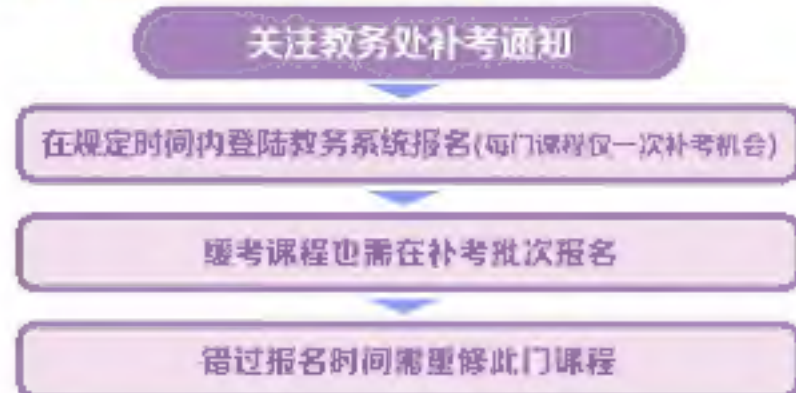 关注教务处补考通知
在规定时间内登陆教务系统报名(每门课程仅一次补考机会)
缓考课程也需在补考批次报名
错过报名时间需重修此门课程